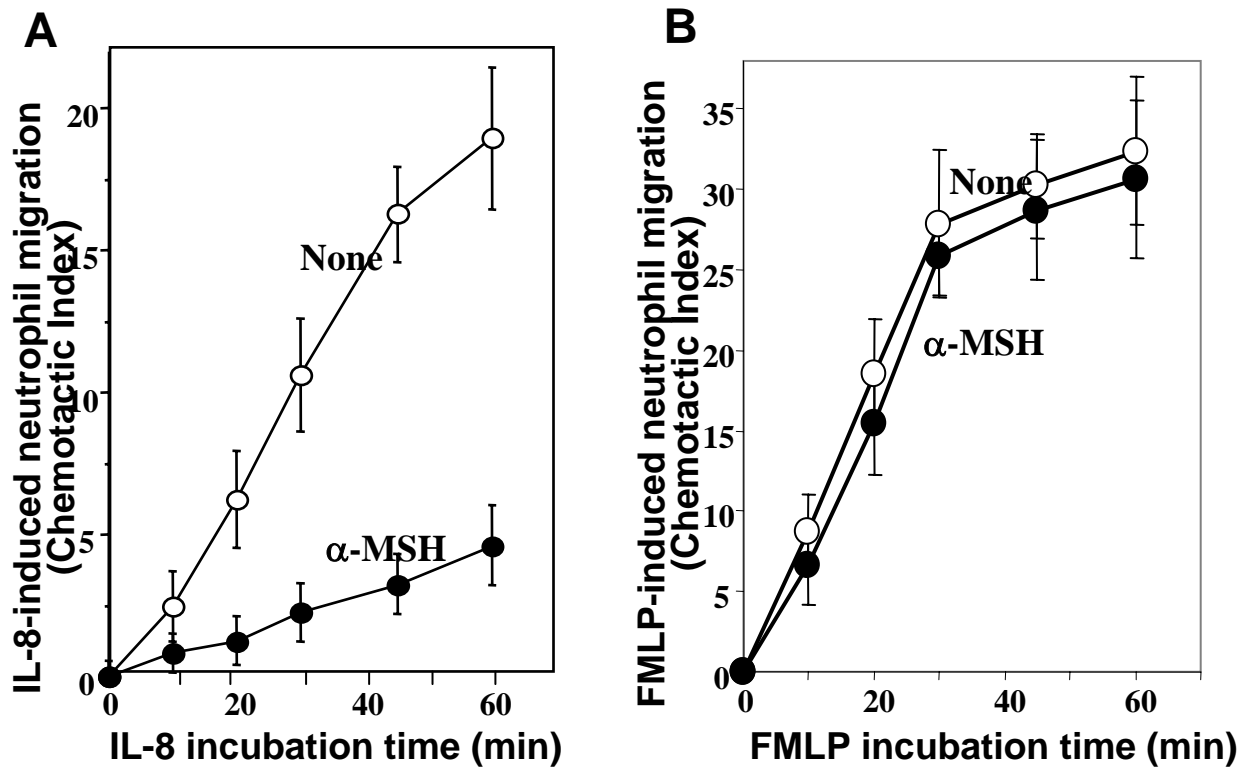 A
IL-8-induced neutrophil migration
(Chemotactic Index)
20
15
10
5
0
None
α-MSH
0 20 40 60
IL-8 incubation time (min)
B
FMLP-induced neutrophil migration
(Chemotactic Index)
35
30
25
20
15
10
5
0
None
α-MSH
0 20 40 60
FMLP incubation time (min)